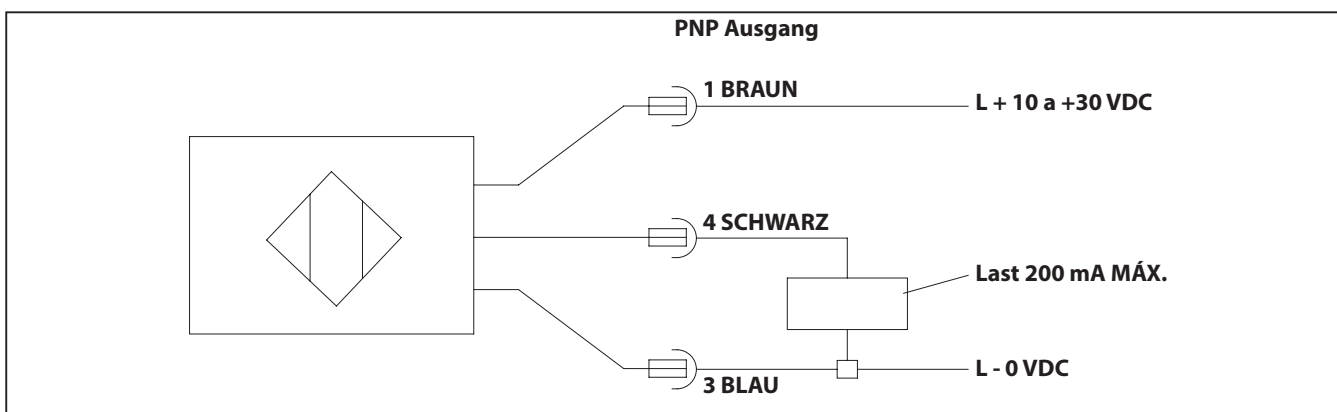 PNP Ausgang
1 BRAUN
L + 10 a +30 VDC
4 SCHWARZ
Last 200 mA MÁX.
3 BLAU
L - 0 VDC